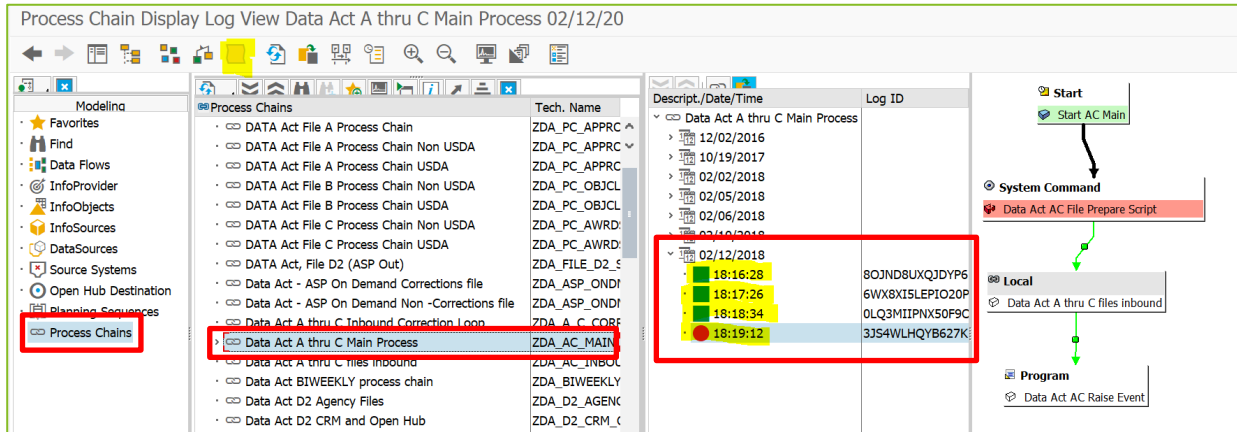 Process Chain Display Log View Data Act A thru C Main Process 02/12/20
Modeling
Favorites
Find
Data Flows
InfoProvider
InfoObjects
InfoSources
DataSources
Source Systems
Open Hub Destination
Planning Sequences
Process Chains
Process Chains Tech. Name
DATA Act File A Process Chain ZDA_PC_APPRC
DATA Act File A Process Chain Non USDA ZDA_PC_APPRC
DATA Act File A Process Chain USDA ZDA_PC_APPRC
DATA Act File B Process Chain Non USDA ZDA_PC_OBJCL
DATA Act File B Process Chain USDA ZDA_PC_OBJCL
DATA Act File C Process Chain Non USDA ZDA_PC_AWRD
DATA Act File C Process Chain USDA ZDA_PC_AWRD
DATA Act, File D2 (ASP Out) ZDA_FILE_D2_S
Data Act - ASP On Demand Corrections file ZDA_ASP_OND
Data Act - ASP On Demand Non -Corrections file ZDA_ASP_OND
Data Act A thru C Inbound Correction Loop ZDA_A_C_CORR
Data Act A thru C Main Process ZDA_AC_MAIN
Data Act A thru C files inbound ZDA_AC_INBOU
Data Act BIWEEKLY process chain ZDA_BIWEEKLY
Data Act D2 Agency Files ZDA_D2_AGENC
Data Act D2 CRM and Open Hub ZDA_D2_CRM_
Descript./Date/Time Log ID
Data Act A thru C Main Process
12/02/2016
10/19/2017
02/02/2018
02/05/2018
02/06/2018
02/10/2018
02/12/2018
18:16:28 8OJND8UXQJDYP6
18:17:26 6WX8XI5LEPIO20P
18:18:34 0LQ3MIIPNX50F9C
18:19:12 3JS4WLHQYB627K
Start
Start AC Main
System Command
Data Act AC File Prepare Script
Local
Data Act A thru C files inbound
Program
Data Act AC Raise Event